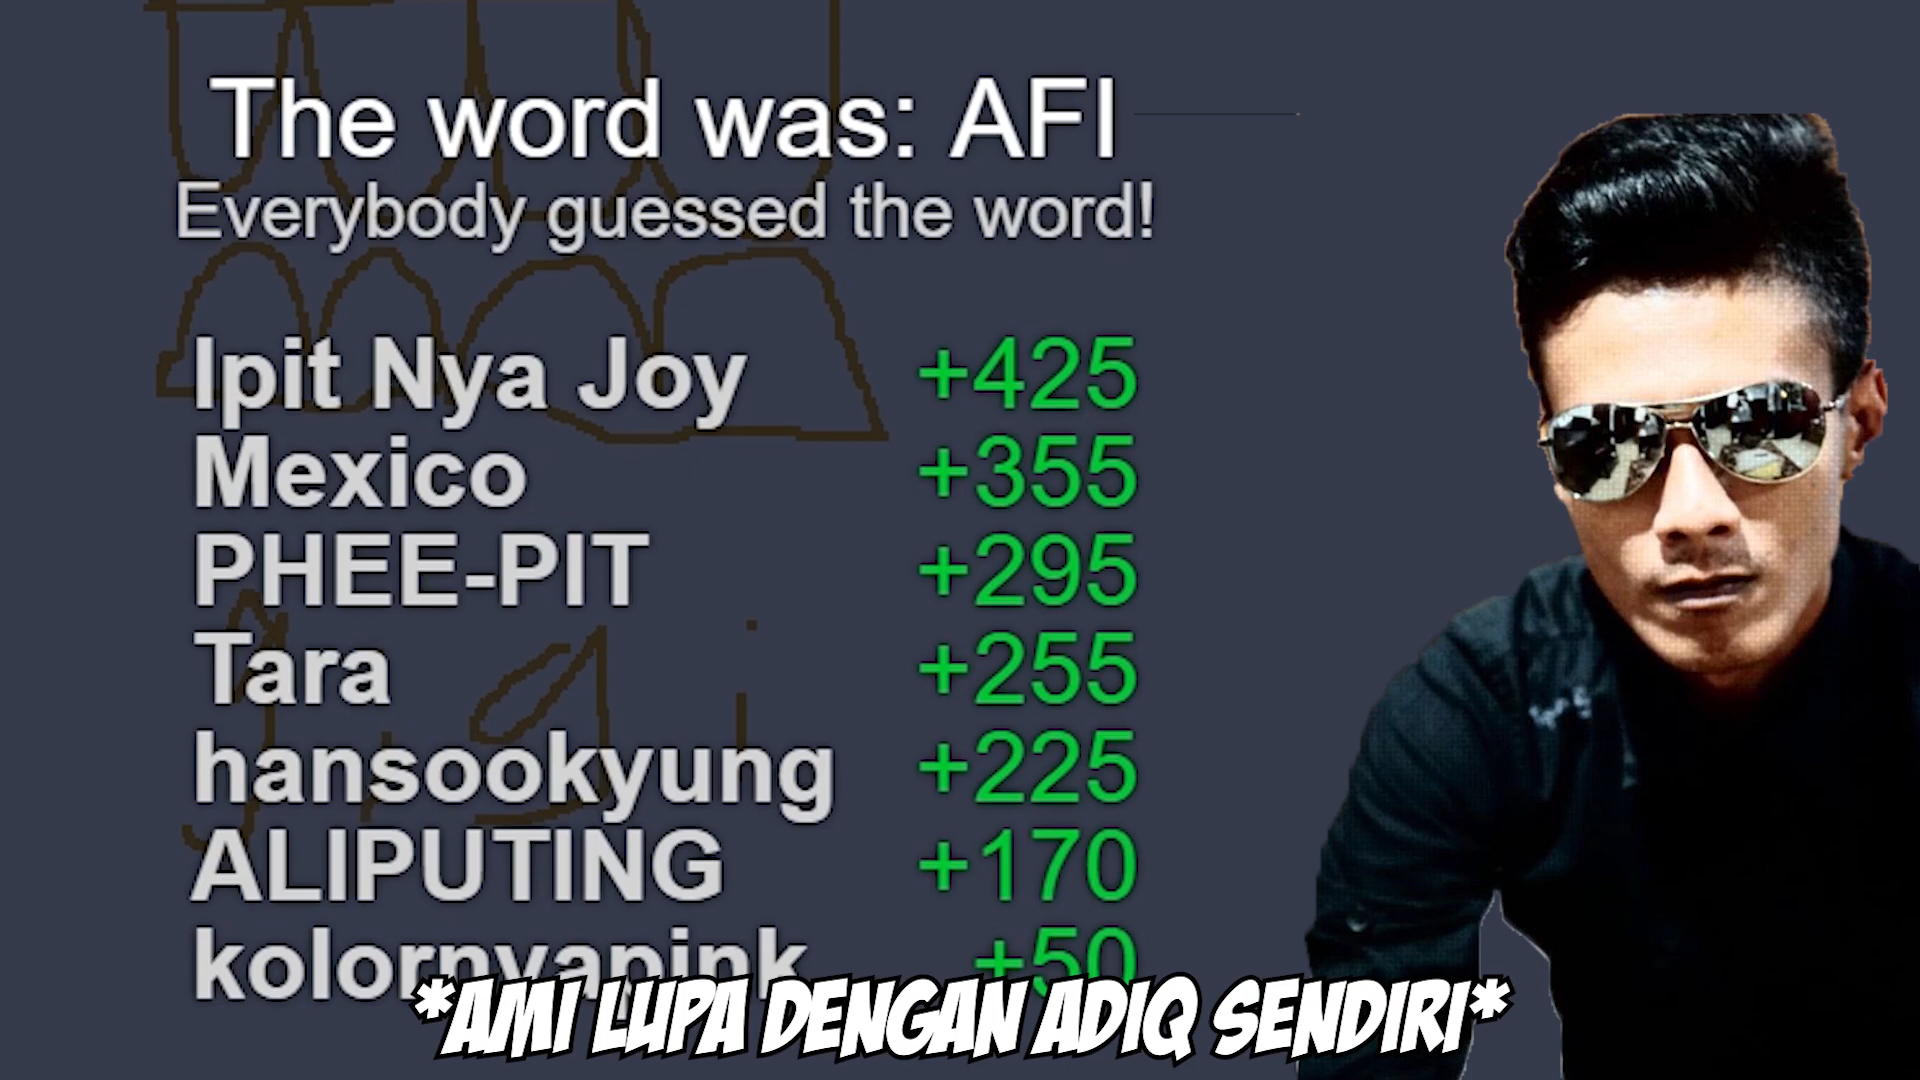 The word was: AFI
Everybody guessed the word!
Ipit Nya Joy +425
Mexico +355
PHEE-PIT +295
Tara +255
hansookyung +225
ALIPUTING +170
kolornyapink +50
*AMI LUPA DENGAN ADIQ SENDIRI*